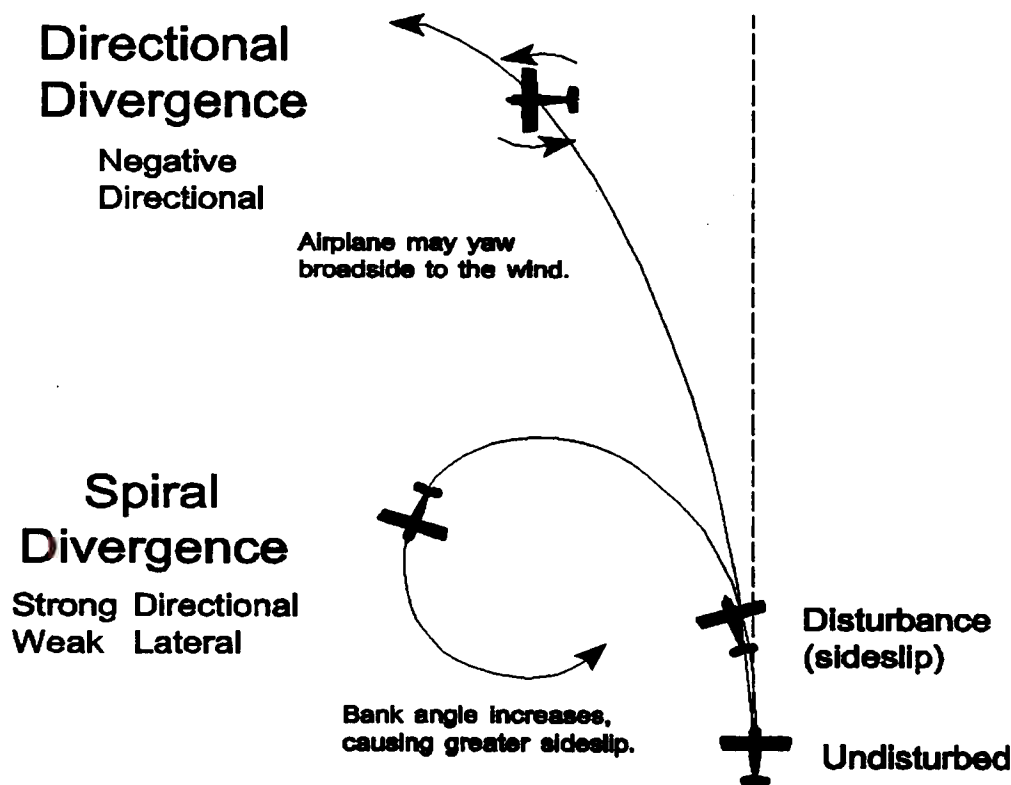 Directional
Divergence
Negative
Directional
Airplane may yaw
broadside to the wind.
Spiral
Divergence
Strong Directional
Weak Lateral
Disturbance
(sideslip)
Bank angle increases,
causing greater sideslip.
Undisturbed